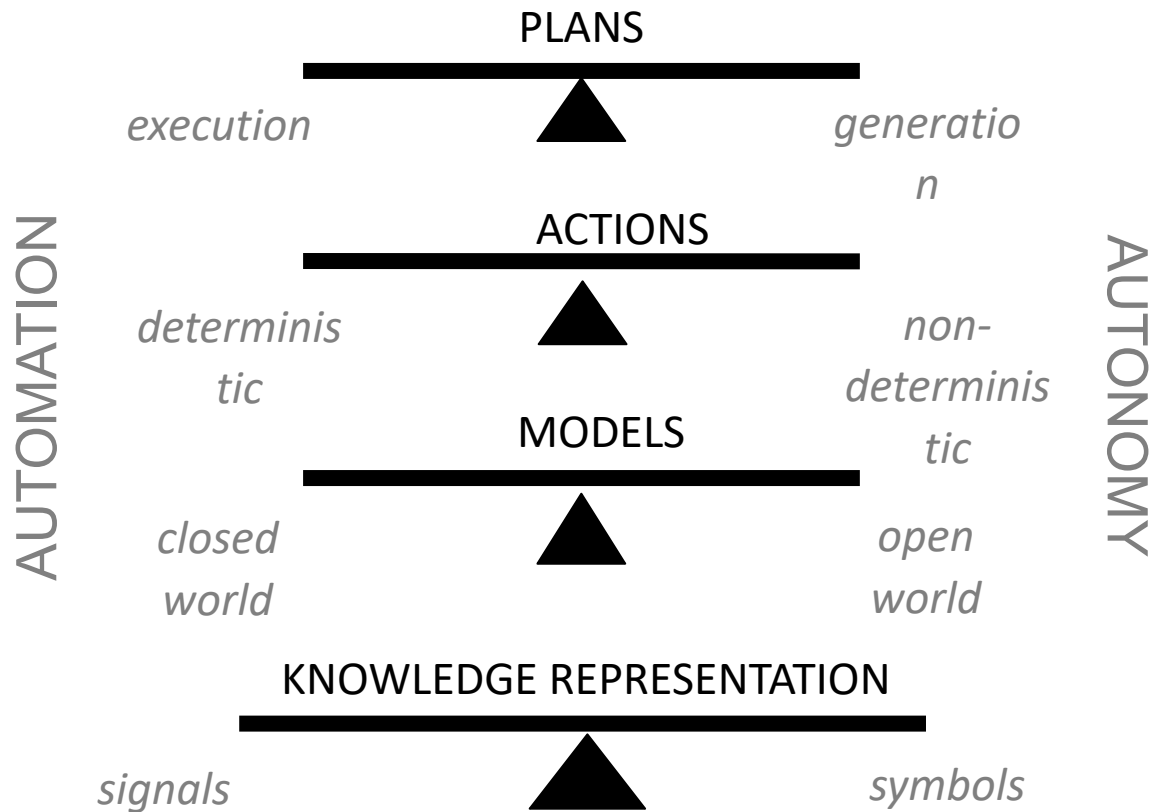 PLANS
execution
generatio
n
AUTOMATION
AUTONOMY
ACTIONS
determinis
tic
non-
determinis
tic
MODELS
closed
world
open
world
KNOWLEDGE REPRESENTATION
signals
symbols